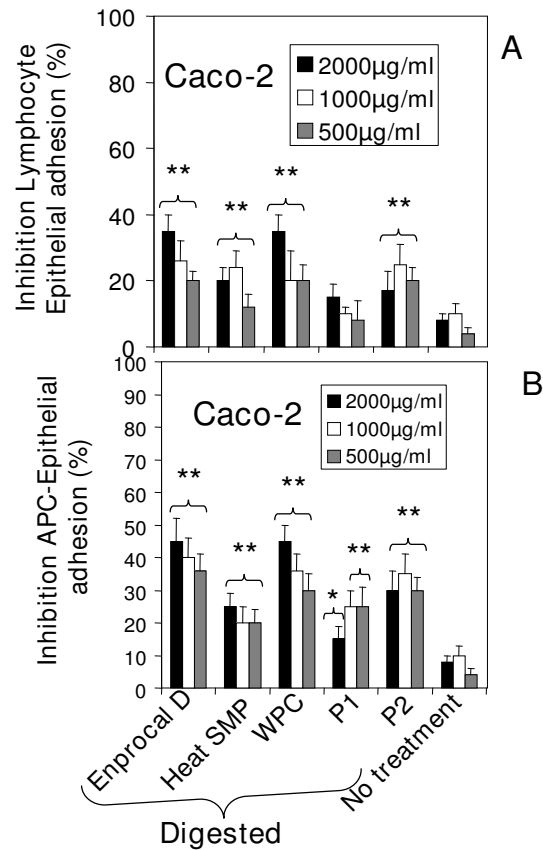 A
Caco-2
2000µg/ml
1000µg/ml
500µg/ml
Inhibition Lymphocyte
Epithelial adhesion (%)
100
80
60
40
20
0
**
**
**
**
B
Caco-2
2000µg/ml
1000µg/ml
500µg/ml
Inhibition APC-Epithelial
adhesion (%)
100
90
80
70
60
50
40
30
20
10
0
**
**
**
*
**
**
Enprocal D
Heat SMP
WPC
P1
P2
No treatment
Digested